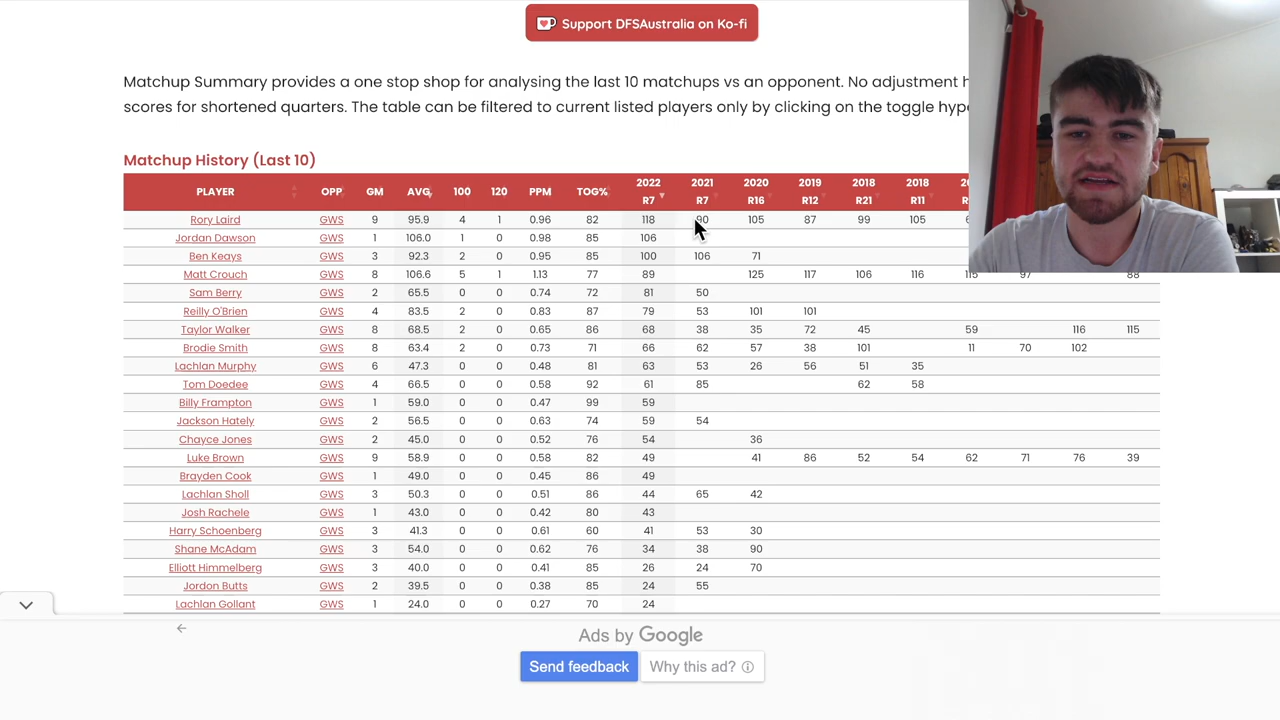 Support DFSAustralia on Ko-fi
Matchup Summary provides a one stop shop for analysing the last 10 matchups vs an opponent. No adjustment
scores for shortened quarters. The table can be filtered to current listed players only by clicking on the toggle
Matchup History (Last 10)
PLAYER OPP GM AVG 100 120 PPM TOG% 2022 R7 2021 R7 2020 R16 2019 R12 2018 R21 2018 R11
Rory Laird GWS 9 95.9 4 1 0.96 82 118 90 105 87 99 105
Jordan Dawson GWS 1 106.0 1 0 0.98 85 106
Ben Keays GWS 3 92.3 2 0 0.95 85 100 106 71
Matt Crouch GWS 8 106.6 5 1 1.13 77 89 125 117 106 116 115 97 88
Sam Berry GWS 2 65.5 0 0 0.74 72 81 50
Reilly O'Brien GWS 4 83.5 2 0 0.83 87 79 53 101 101
Taylor Walker GWS 8 68.5 2 0 0.65 86 68 38 35 72 45 59 116 115
Brodie Smith GWS 8 63.4 2 0 0.73 71 66 62 57 38 101 11 70 102
Lachlan Murphy GWS 6 47.3 0 0 0.48 81 63 53 26 56 51 35
Tom Doedee GWS 4 66.5 0 0 0.58 92 61 85 62 58
Billy Frampton GWS 1 59.0 0 0 0.47 99 59
Jackson Hately GWS 2 56.5 0 0 0.63 74 59 54
Chayce Jones GWS 2 45.0 0 0 0.52 76 54 36
Luke Brown GWS 9 58.9 0 0 0.58 82 49 41 86 52 54 62 71 76 39
Brayden Cook GWS 1 49.0 0 0 0.45 86 49
Lachlan Sholl GWS 3 50.3 0 0 0.51 86 44 65 42
Josh Rachele GWS 1 43.0 0 0 0.42 80 43
Harry Schoenberg GWS 3 41.3 0 0 0.61 60 41 53 30
Shane McAdam GWS 3 54.0 0 0 0.62 76 34 38 90
Elliott Himmelberg GWS 3 40.0 0 0 0.41 85 26 24 70
Jordon Butts GWS 2 39.5 0 0 0.38 85 24 55
Lachlan Gollant GWS 1 24.0 0 0 0.27 70 24
Ads by Google
Send feedback Why this ad?